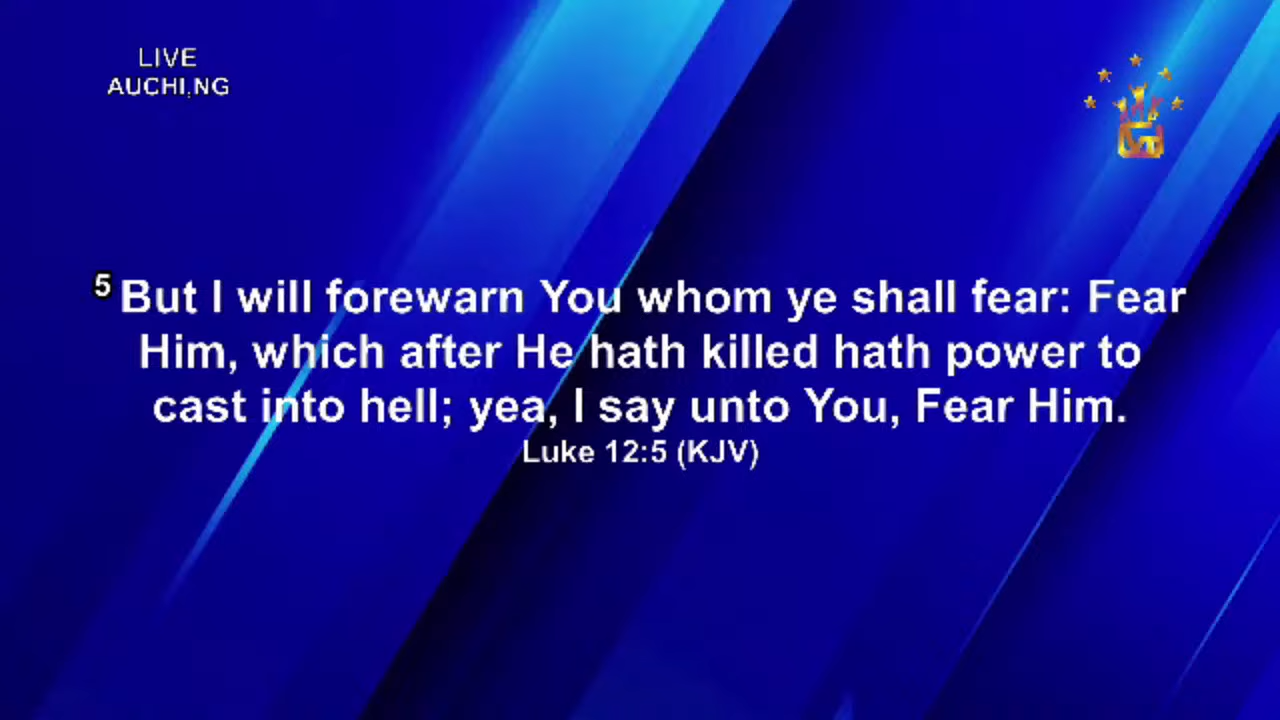 LIVE
AUCHI,NG
5 But I will forewarn You whom ye shall fear: Fear
Him, which after He hath killed hath power to
cast into hell; yea, I say unto You, Fear Him.
Luke 12:5 (KJV)